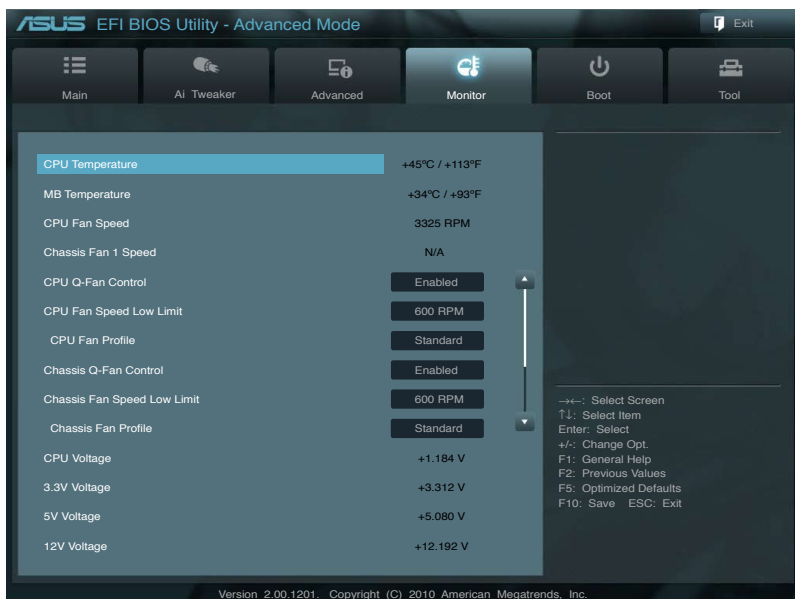 ASUS EFI BIOS Utility - Advanced Mode
Exit
Main
Ai Tweaker
Advanced
Monitor
Boot
Tool
CPU Temperature +45ºC / +113ºF
MB Temperature +34ºC / +93ºF
CPU Fan Speed 3325 RPM
Chassis Fan 1 Speed N/A
CPU Q-Fan Control Enabled
CPU Fan Speed Low Limit 600 RPM
CPU Fan Profile Standard
Chassis Q-Fan Control Enabled
Chassis Fan Speed Low Limit 600 RPM
Chassis Fan Profile Standard
CPU Voltage +1.184 V
3.3V Voltage +3.312 V
5V Voltage +5.080 V
12V Voltage +12.192 V
→←: Select Screen
↑↓: Select Item
Enter: Select
+/-: Change Opt.
F1: General Help
F2: Previous Values
F5: Optimized Defaults
F10: Save ESC: Exit
Version 2.00.1201. Copyright (C) 2010 American Megatrends, Inc.